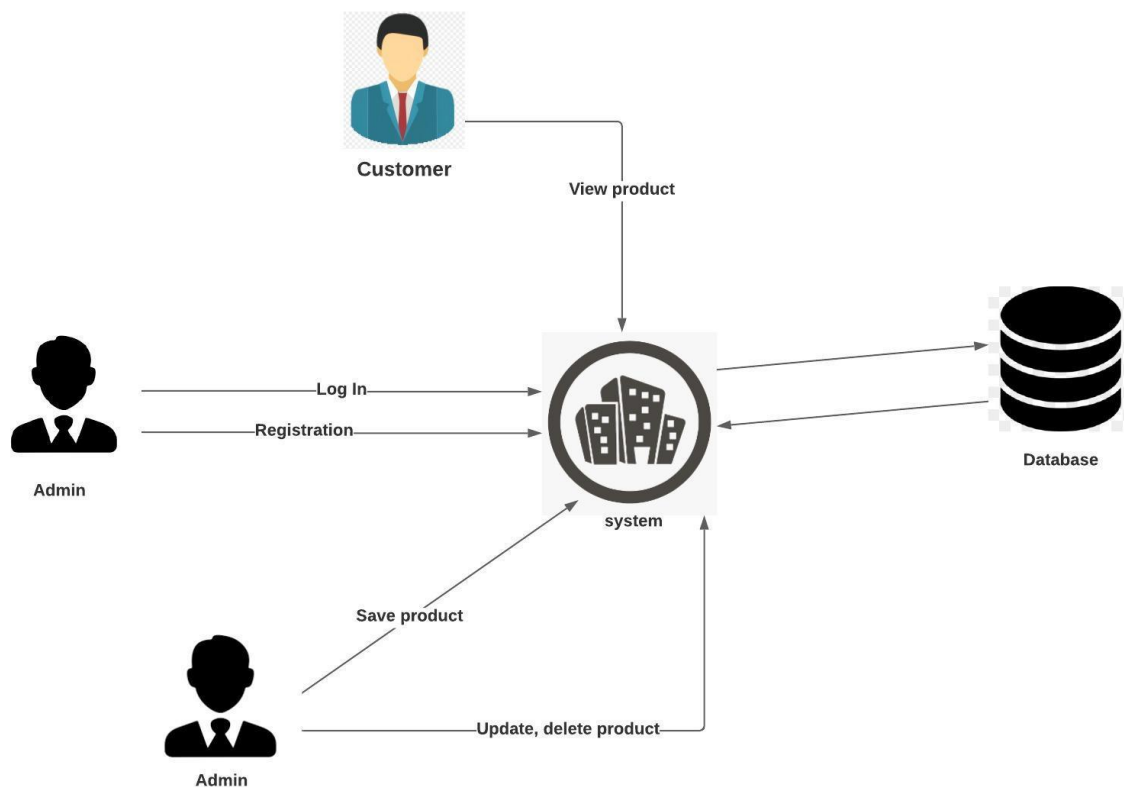 Customer
View product
Log In
Registration
Admin
Database
system
Save product
Update, delete product
Admin